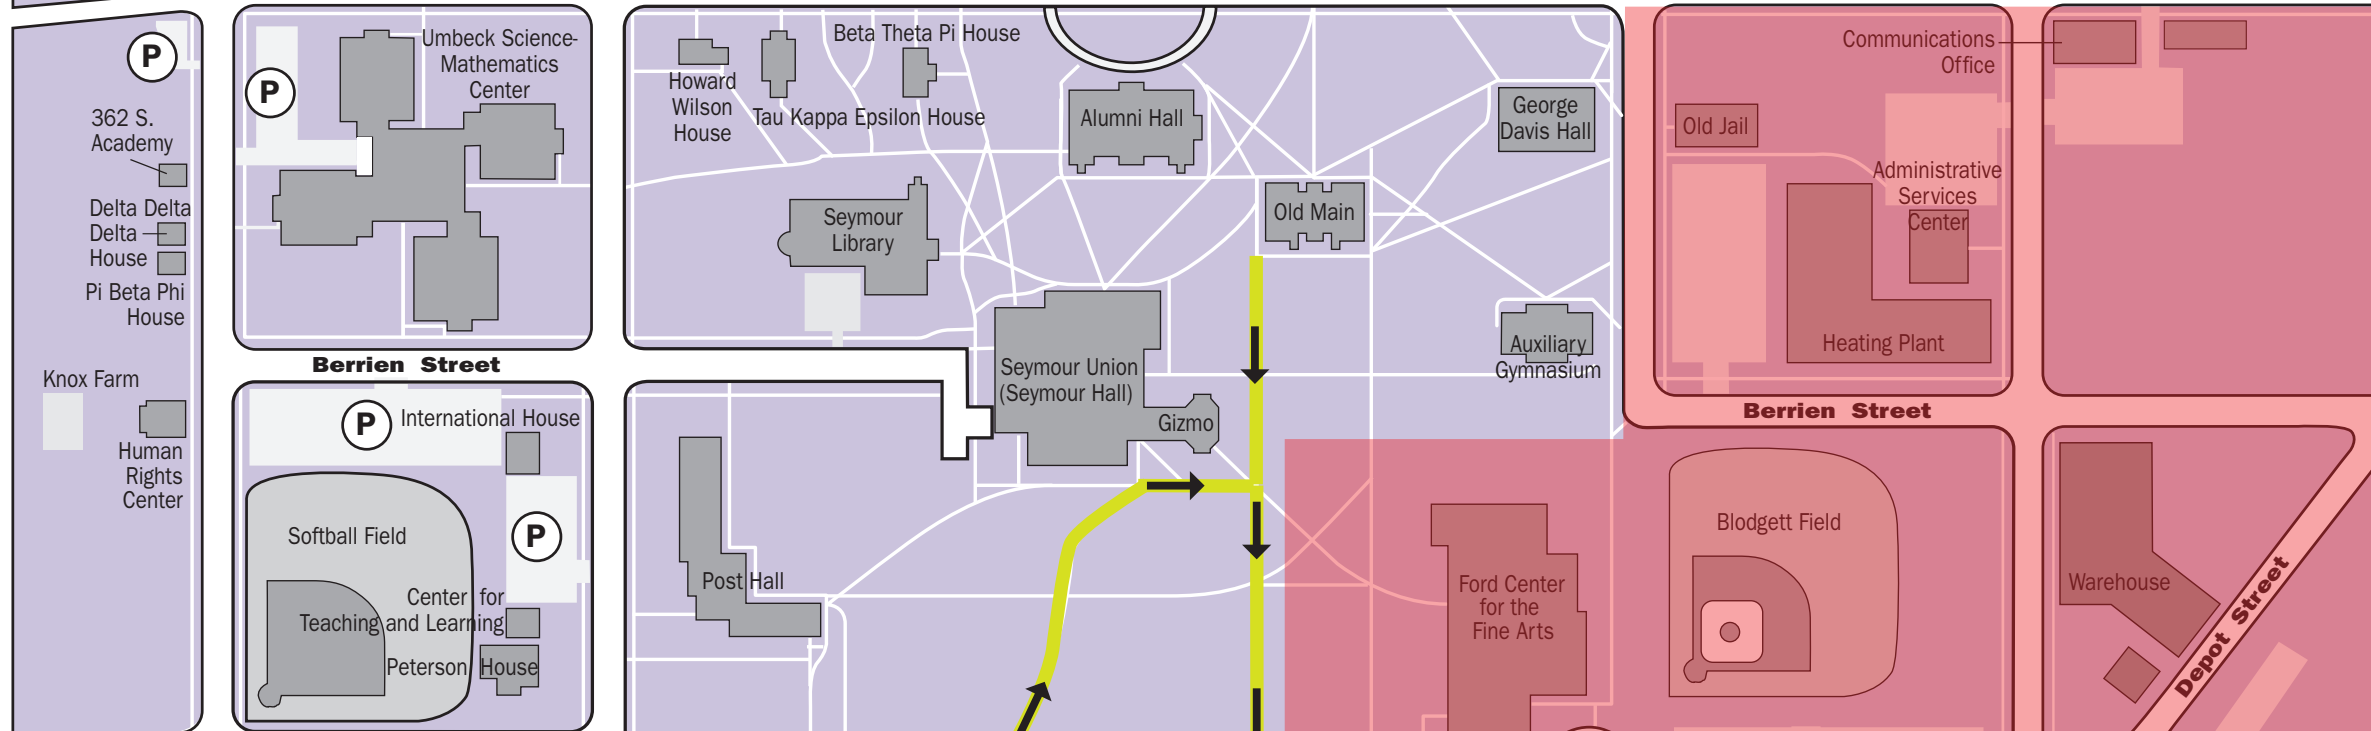 P
362 S.
Academy
Delta Delta
Delta
House
Pi Beta Phi
House
Knox Farm
Human
Rights
Center
P
Umbeck Science-
Mathematics
Center
Berrien Street
P
International House
Softball Field
P
Center for
Teaching and Learning
Peterson House
Howard
Wilson
House
Tau Kappa Epsilon House
Beta Theta Pi House
Alumni Hall
George
Davis Hall
Seymour
Library
Old Main
Seymour Union
(Seymour Hall)
Gizmo
Auxiliary
Gymnasium
Post Hall
Ford Center
for the
Fine Arts
Communications
Office
Old Jail
Administrative
Services
Center
Heating Plant
Berrien Street
Blodgett Field
Warehouse
Depot Street